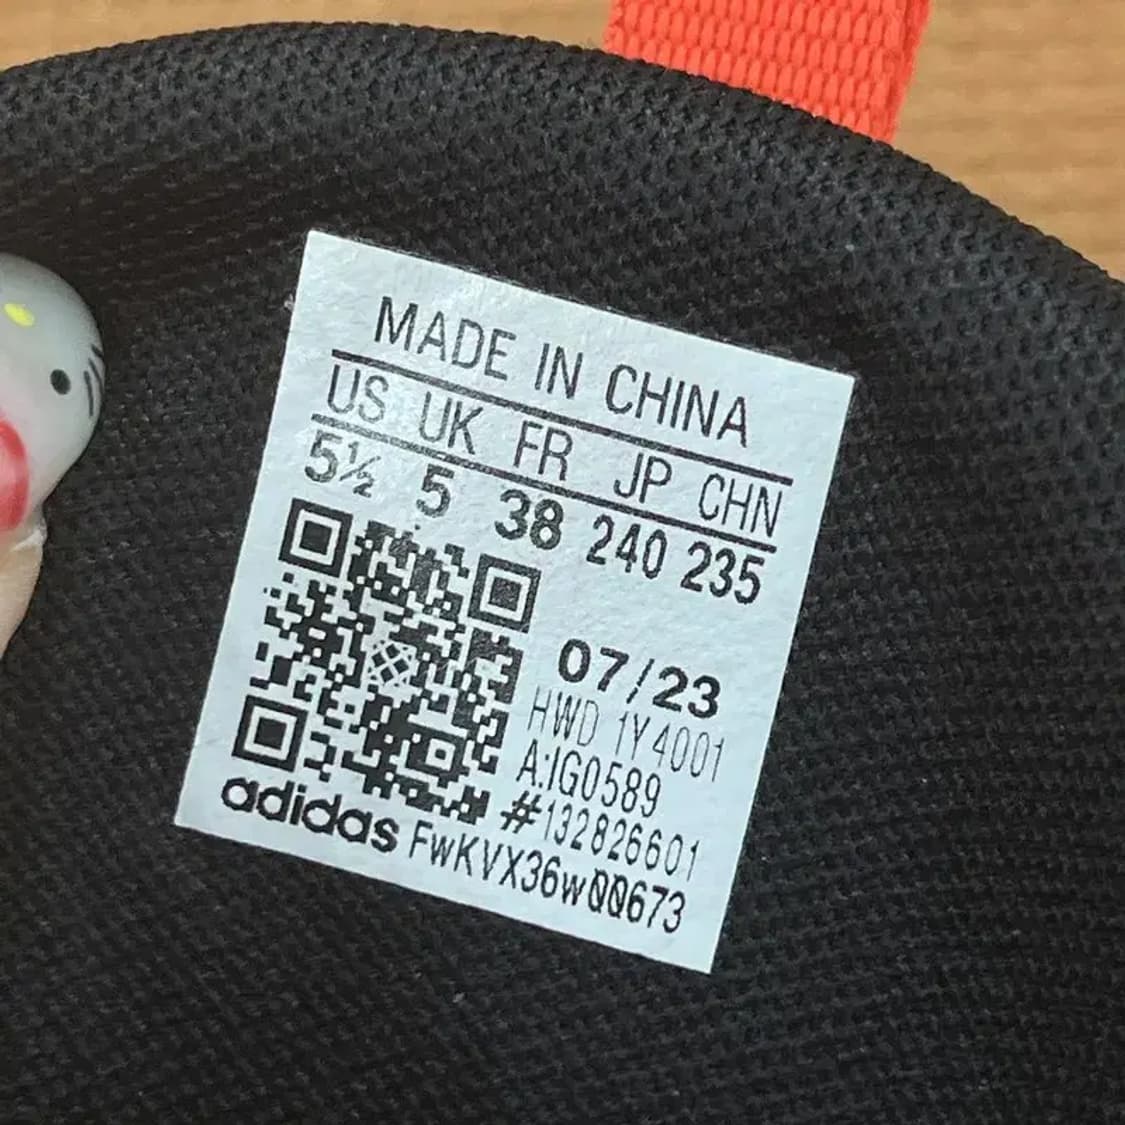 MADE IN CHINA
US UK FR JP CHN
5½ 5 38 240 235
07/23
HWD 1Y4001
A:IG0589
#132826601
adidas FwKVX36w00673